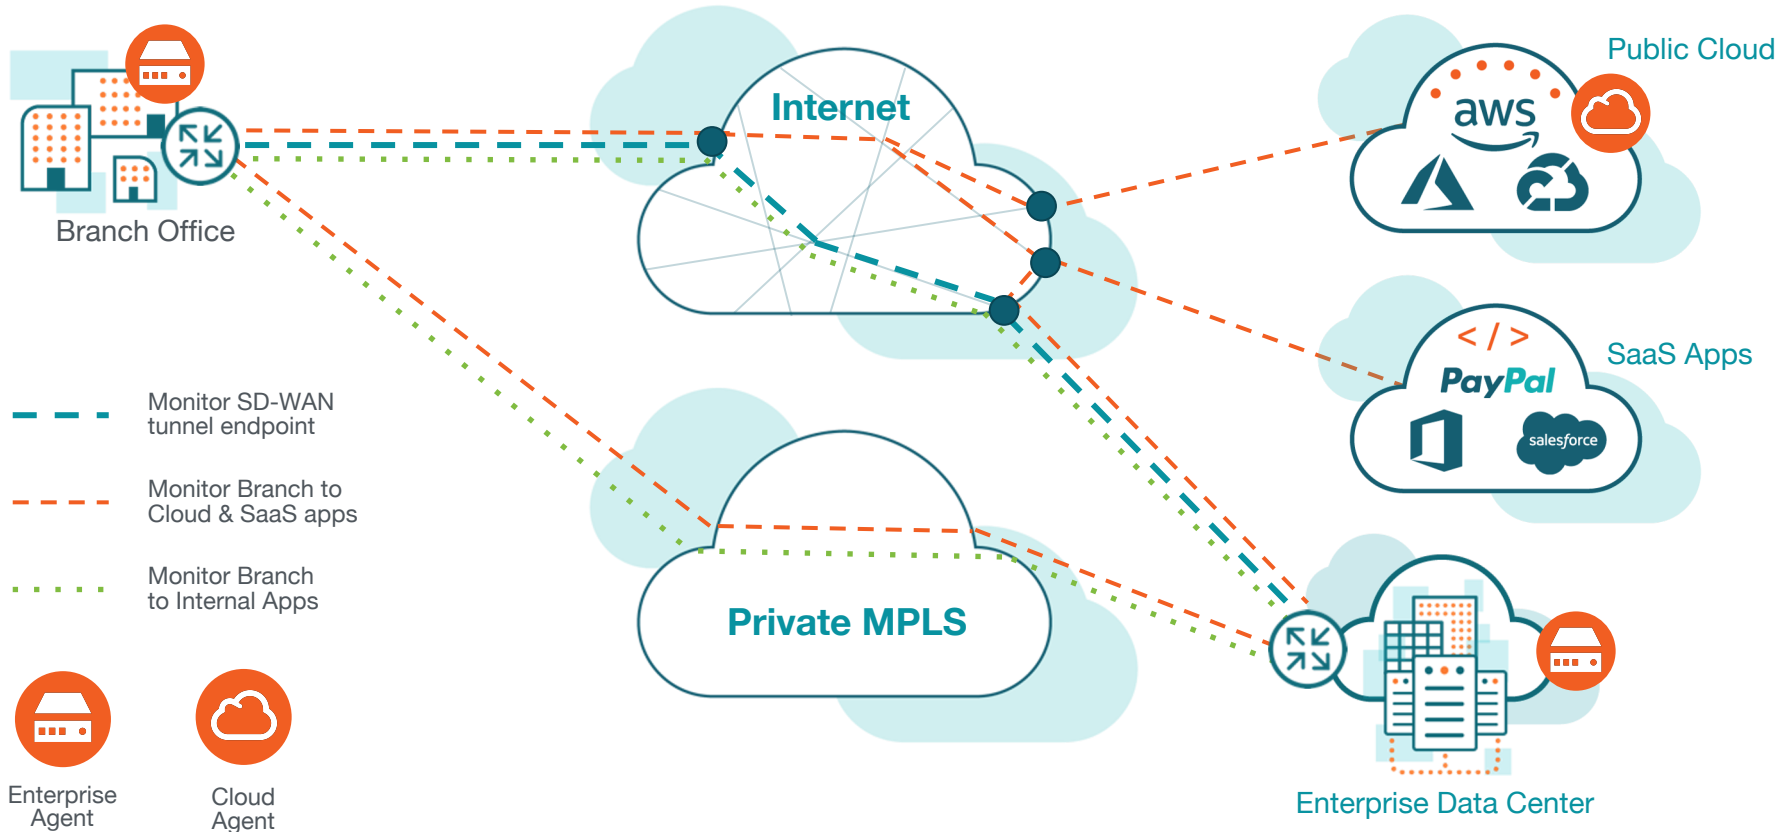 Internet
Public Cloud
aws
Branch Office
</>
PayPal
salesforce
SaaS Apps
Monitor SD-WAN
tunnel endpoint
Monitor Branch to
Cloud & SaaS apps
Monitor Branch
to Internal Apps
Private MPLS
Enterprise
Agent
Cloud
Agent
Enterprise Data Center